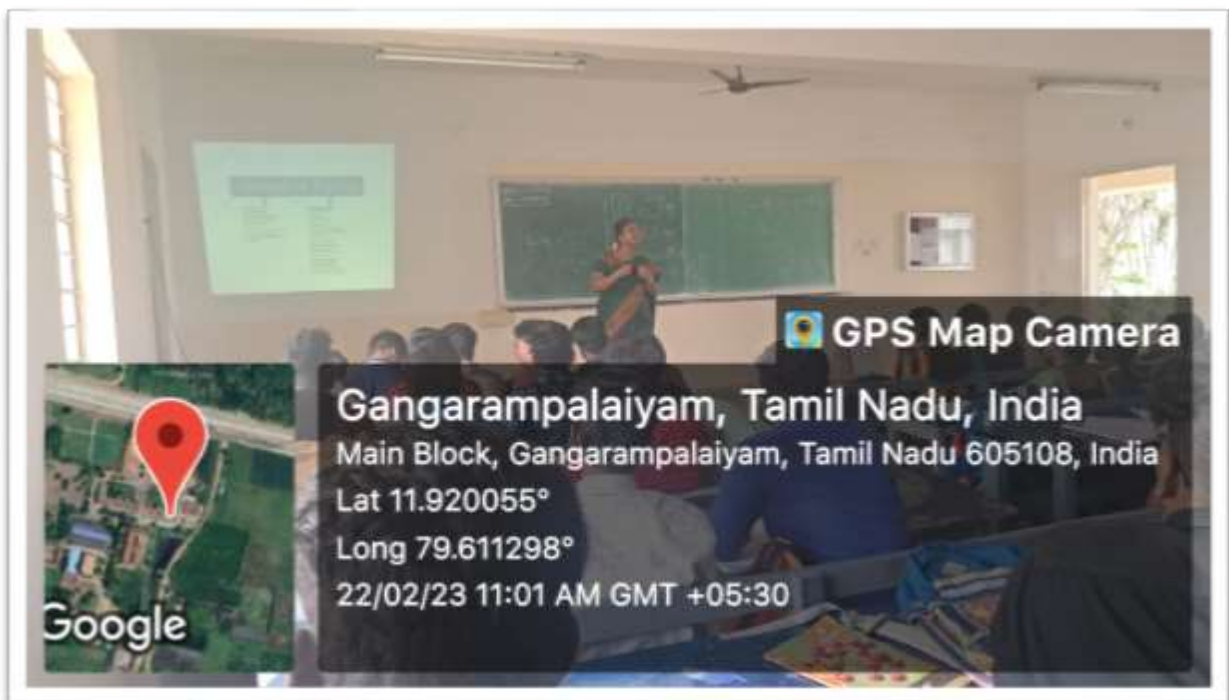 GPS Map Camera
Gangarampalaiyam, Tamil Nadu, India
Main Block, Gangarampalaiyam, Tamil Nadu 605108, India
Lat 11.920055°
Long 79.611298°
22/02/23 11:01 AM GMT +05:30
Google